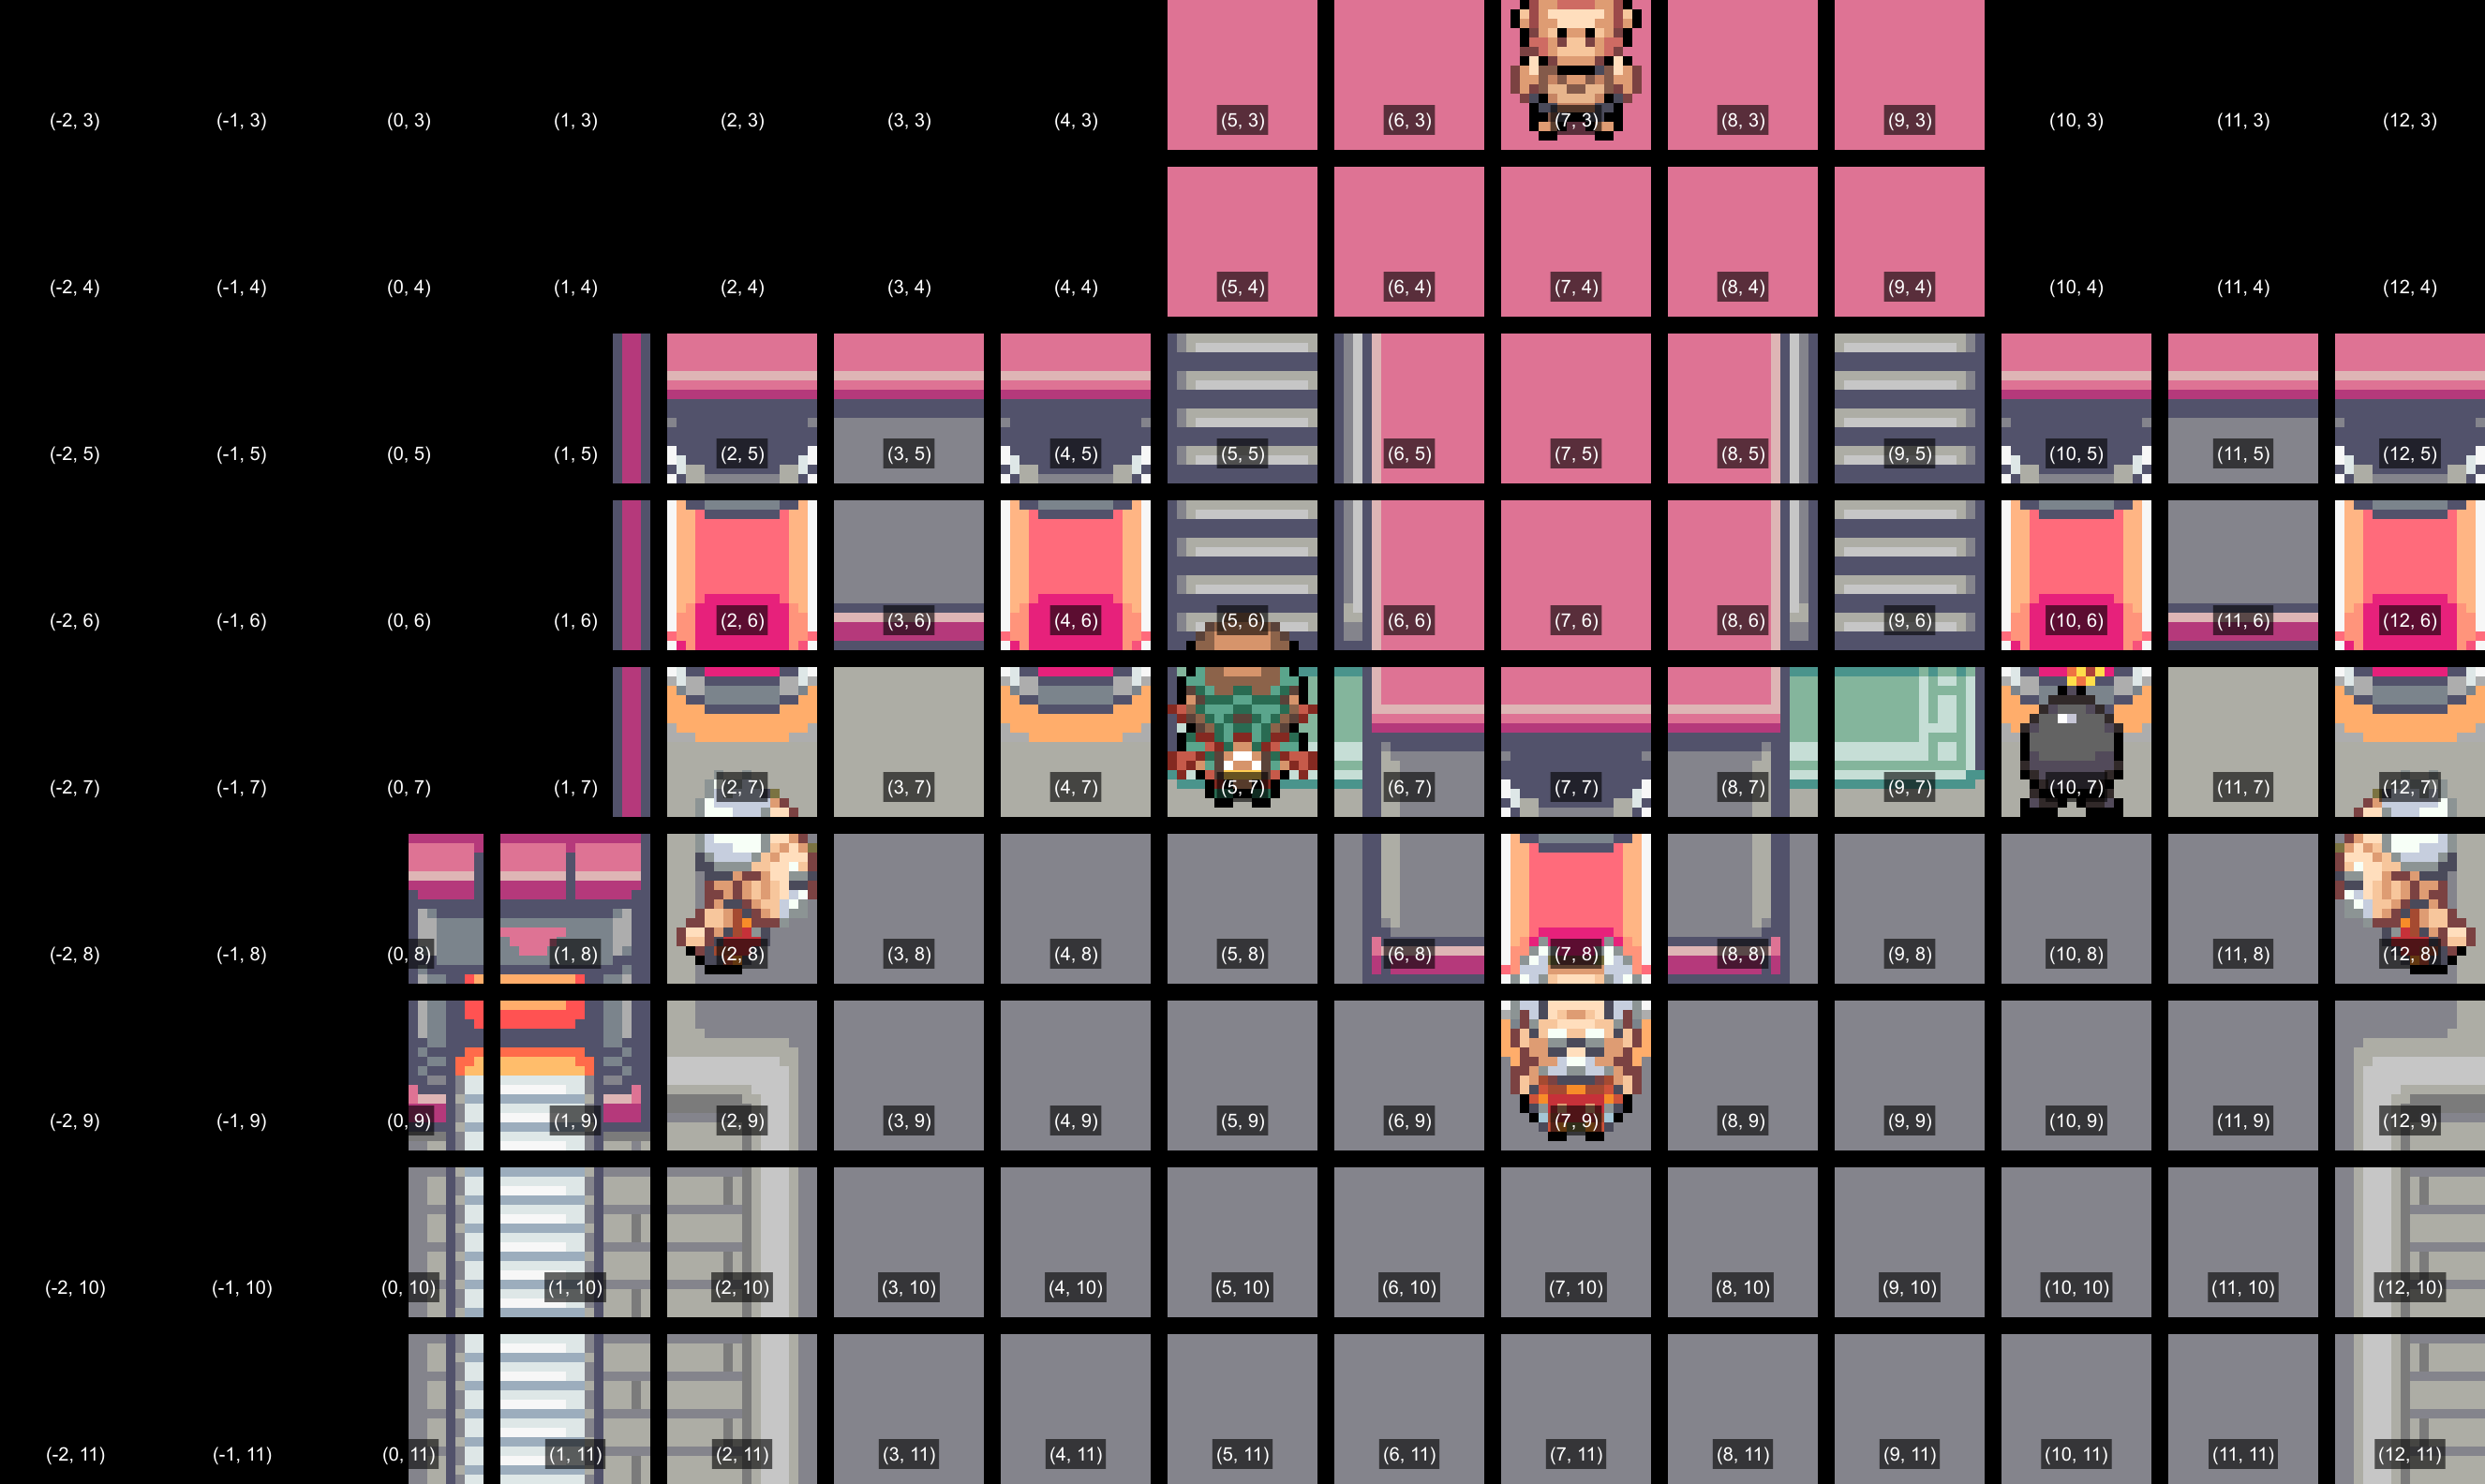 (-2, 3) (-1, 3) (0, 3) (1, 3) (2, 3) (3, 3) (4, 3) (5, 3) (6, 3) (7, 3) (8, 3) (9, 3) (10, 3) (11, 3) (12, 3)
(-2, 4) (-1, 4) (0, 4) (1, 4) (2, 4) (3, 4) (4, 4) (5, 4) (6, 4) (7, 4) (8, 4) (9, 4) (10, 4) (11, 4) (12, 4)
(-2, 5) (-1, 5) (0, 5) (1, 5) (2, 5) (3, 5) (4, 5) (5, 5) (6, 5) (7, 5) (8, 5) (9, 5) (10, 5) (11, 5) (12, 5)
(-2, 6) (-1, 6) (0, 6) (1, 6) (2, 6) (3, 6) (4, 6) (5, 6) (6, 6) (7, 6) (8, 6) (9, 6) (10, 6) (11, 6) (12, 6)
(-2, 7) (-1, 7) (0, 7) (1, 7) (2, 7) (3, 7) (4, 7) (5, 7) (6, 7) (7, 7) (8, 7) (9, 7) (10, 7) (11, 7) (12, 7)
(-2, 8) (-1, 8) (0, 8) (1, 8) (2, 8) (3, 8) (4, 8) (5, 8) (6, 8) (7, 8) (8, 8) (9, 8) (10, 8) (11, 8) (12, 8)
(-2, 9) (-1, 9) (0, 9) (1, 9) (2, 9) (3, 9) (4, 9) (5, 9) (6, 9) (7, 9) (8, 9) (9, 9) (10, 9) (11, 9) (12, 9)
(-2, 10) (-1, 10) (0, 10) (1, 10) (2, 10) (3, 10) (4, 10) (5, 10) (6, 10) (7, 10) (8, 10) (9, 10) (10, 10) (11, 10) (12, 10)
(-2, 11) (-1, 11) (0, 11) (1, 11) (2, 11) (3, 11) (4, 11) (5, 11) (6, 11) (7, 11) (8, 11) (9, 11) (10, 11) (11, 11) (12, 11)